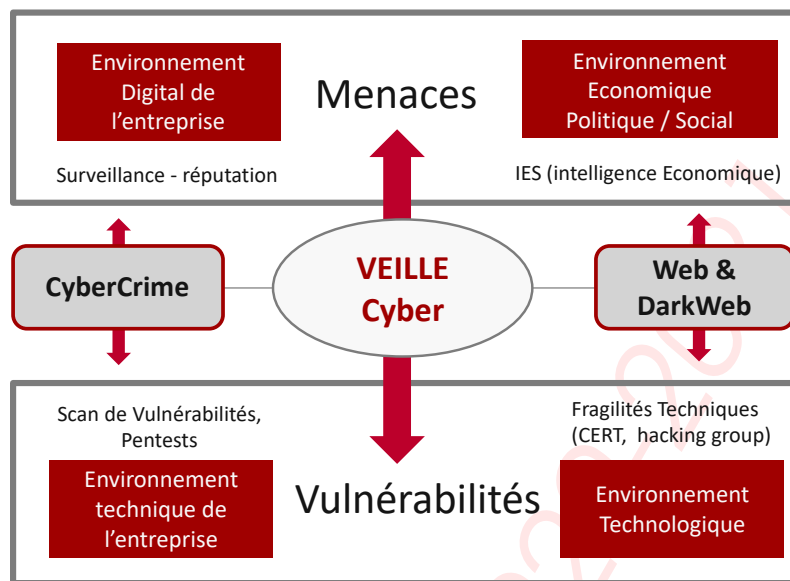 Environnement
Digital de
l'entreprise
Menaces
Environnement
Economique
Politique / Social
Surveillance - réputation
IES (intelligence Economique)
CyberCrime
VEILLE
Cyber
Web &
DarkWeb
Scan de Vulnérabilités,
Pentests
Fragilités Techniques
(CERT, hacking group)
Environnement
technique de
l'entreprise
Vulnérabilités
Environnement
Technologique